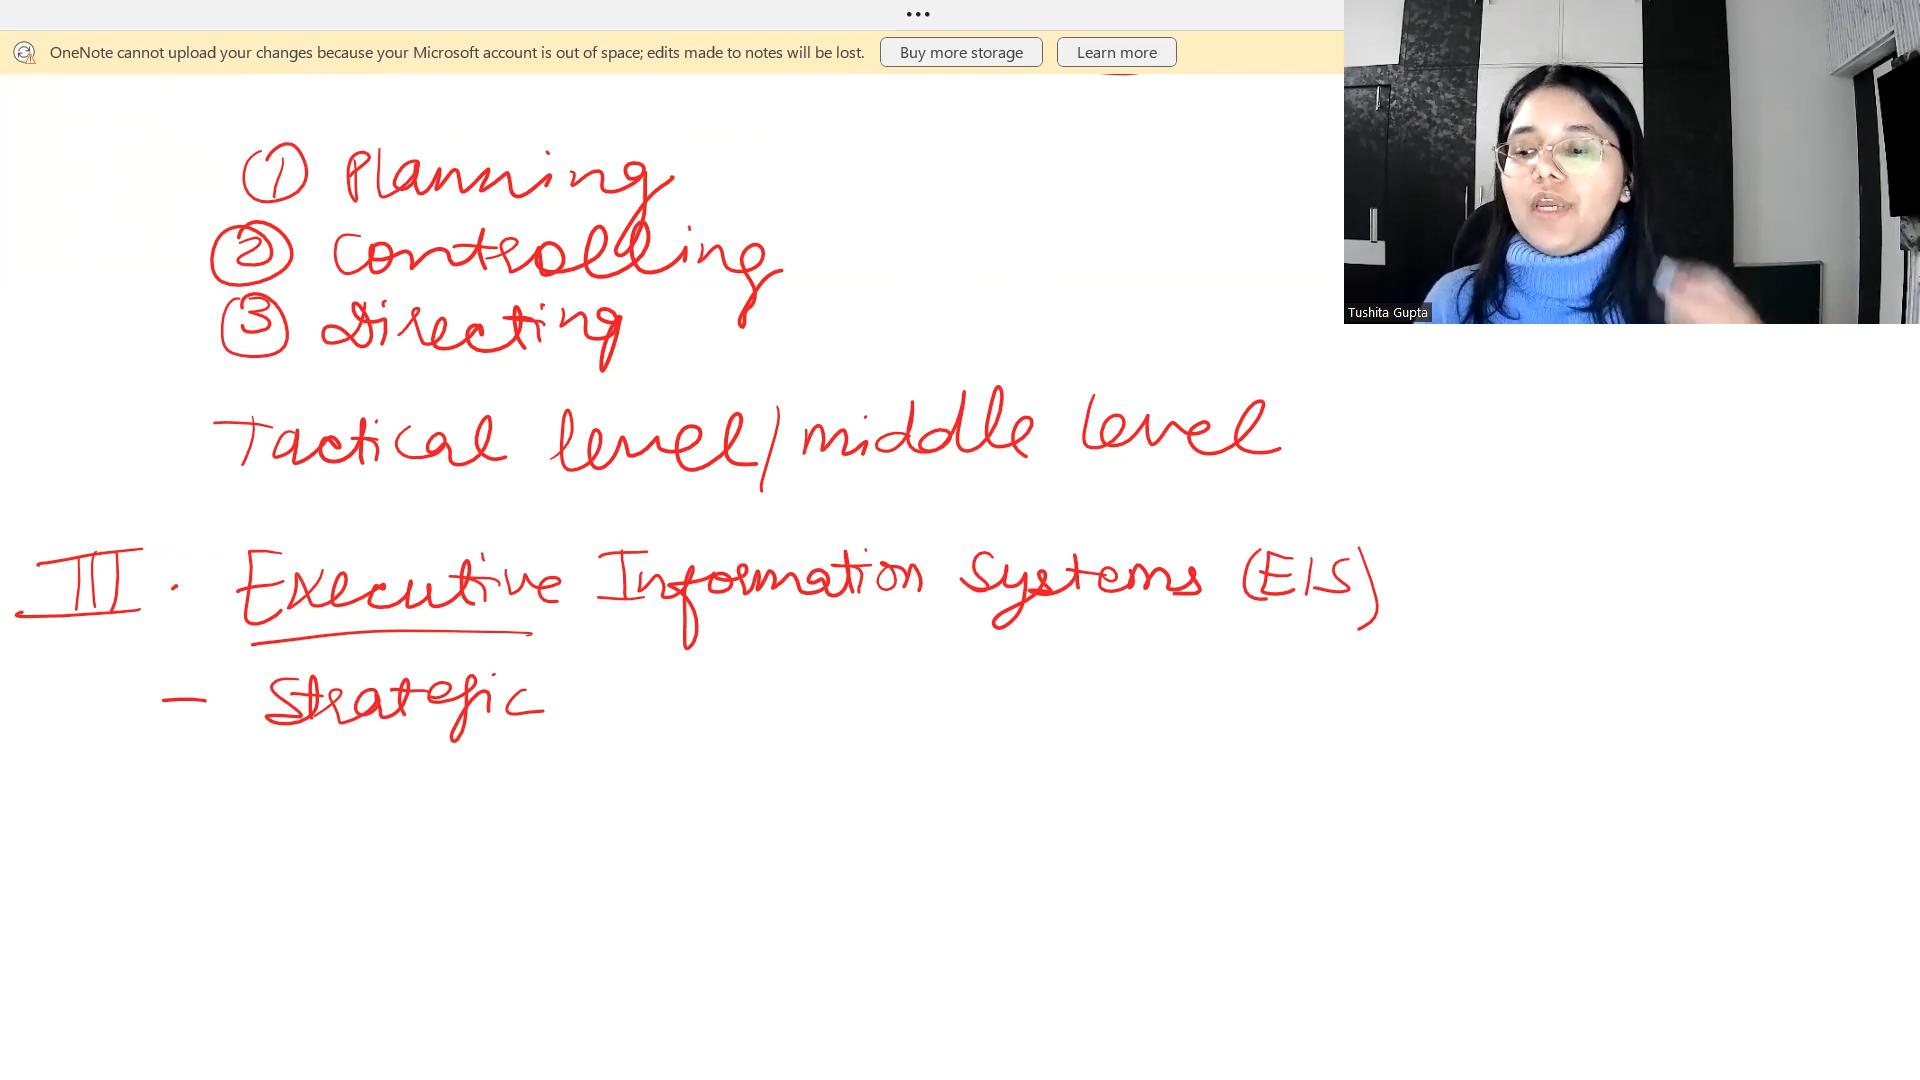 •••
OneNote cannot upload your changes because your Microsoft account is out of space; edits made to notes will be lost. Buy more storage Learn more
Tushita Gupta
① Planning
② Controlling
③ Directing
Tactical level/middle level
III. Executive Information Systems (EIS)
- Strategic